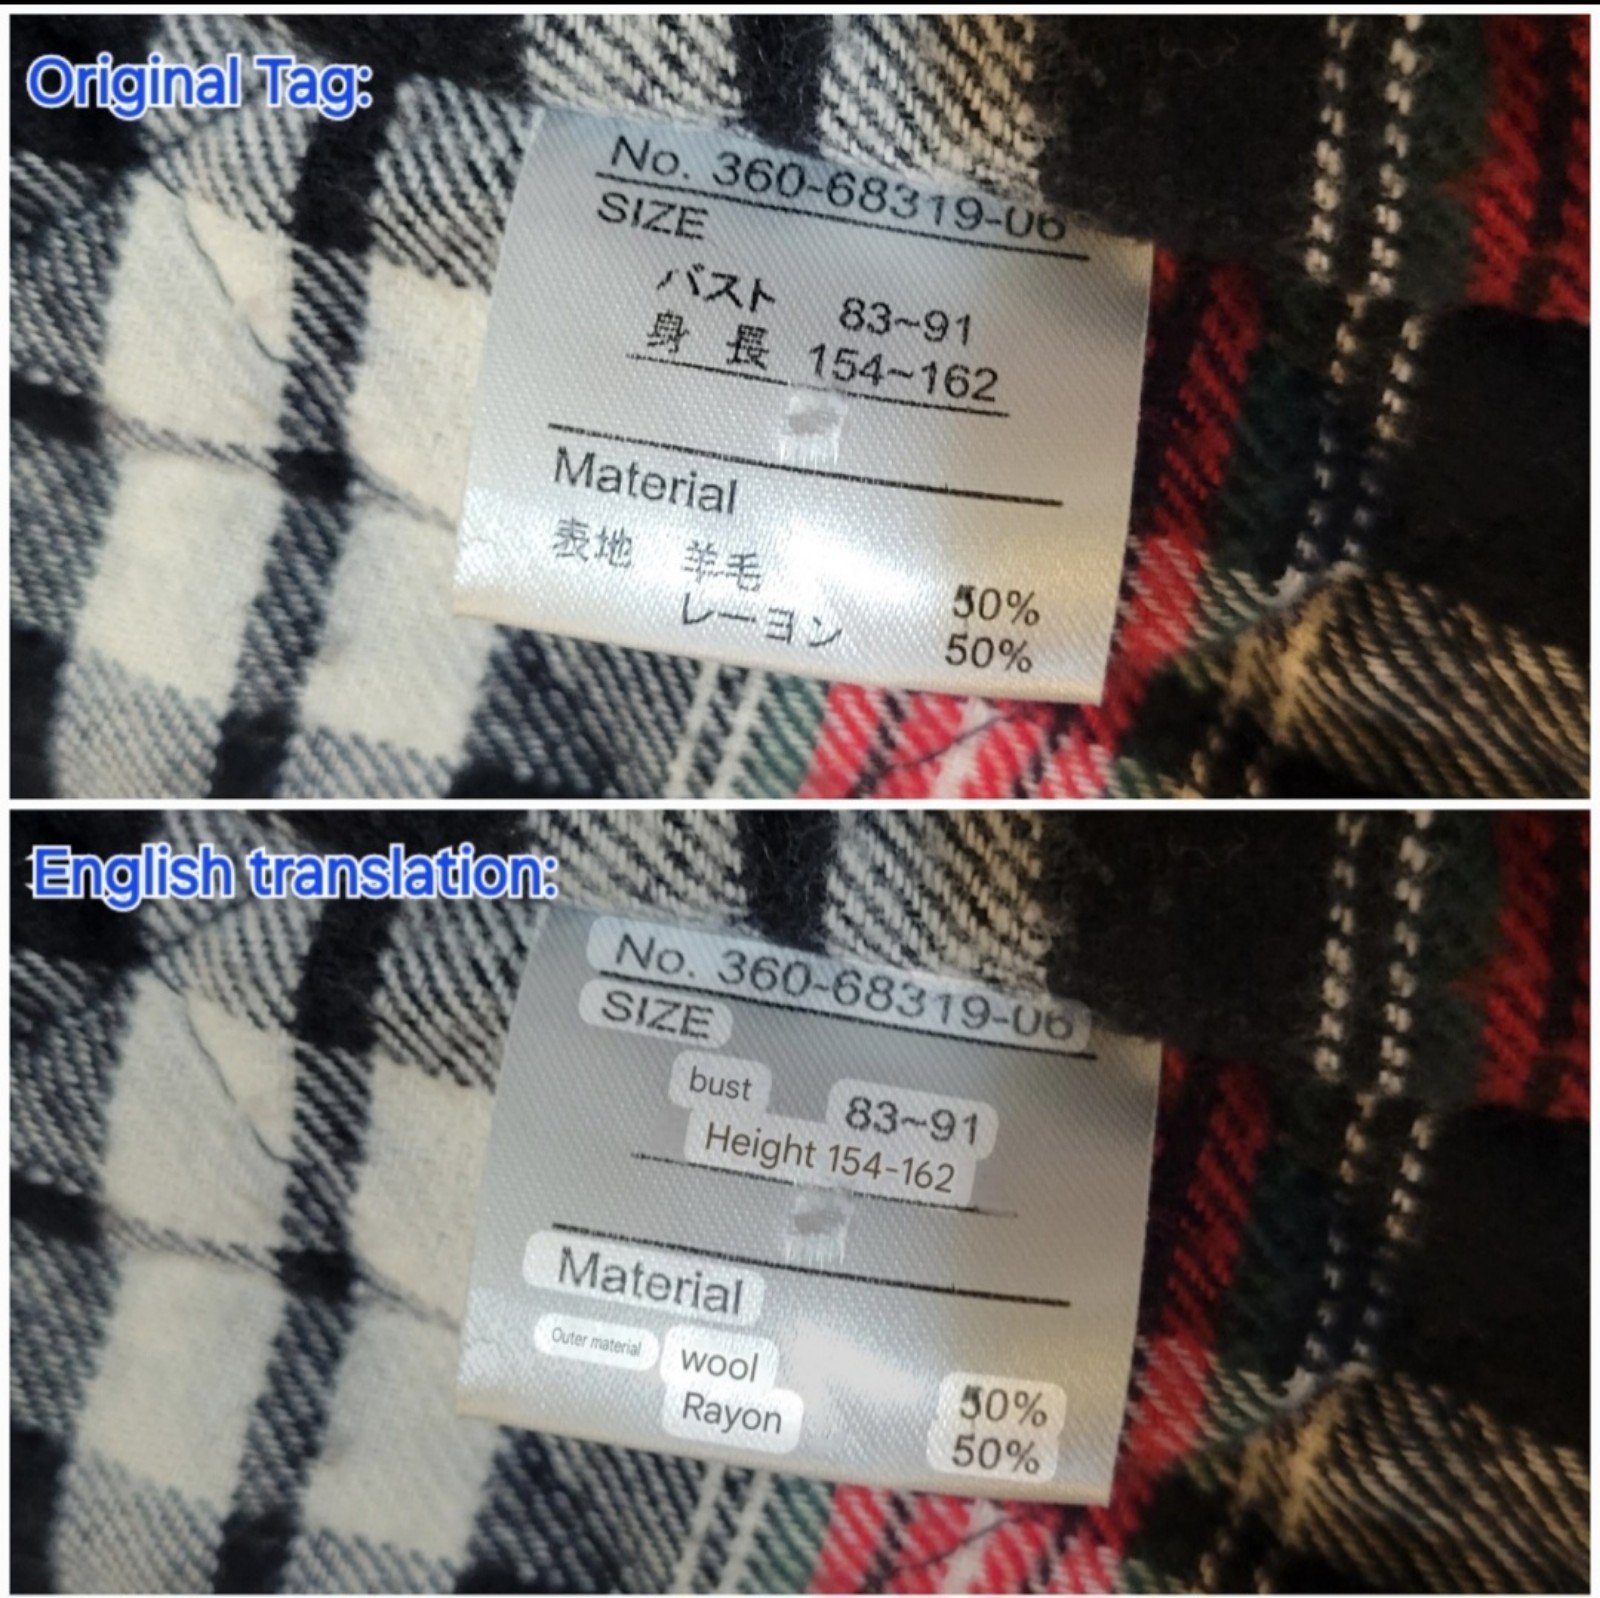 Original Tag:
No. 360-68319-06
SIZE
バスト 83~91
身長 154~162
Material
表地 羊毛 50%
レーヨン 50%
English translation:
No. 360-68319-06
SIZE
bust 83~91
Height 154-162
Material
Outer material wool 50%
Rayon 50%